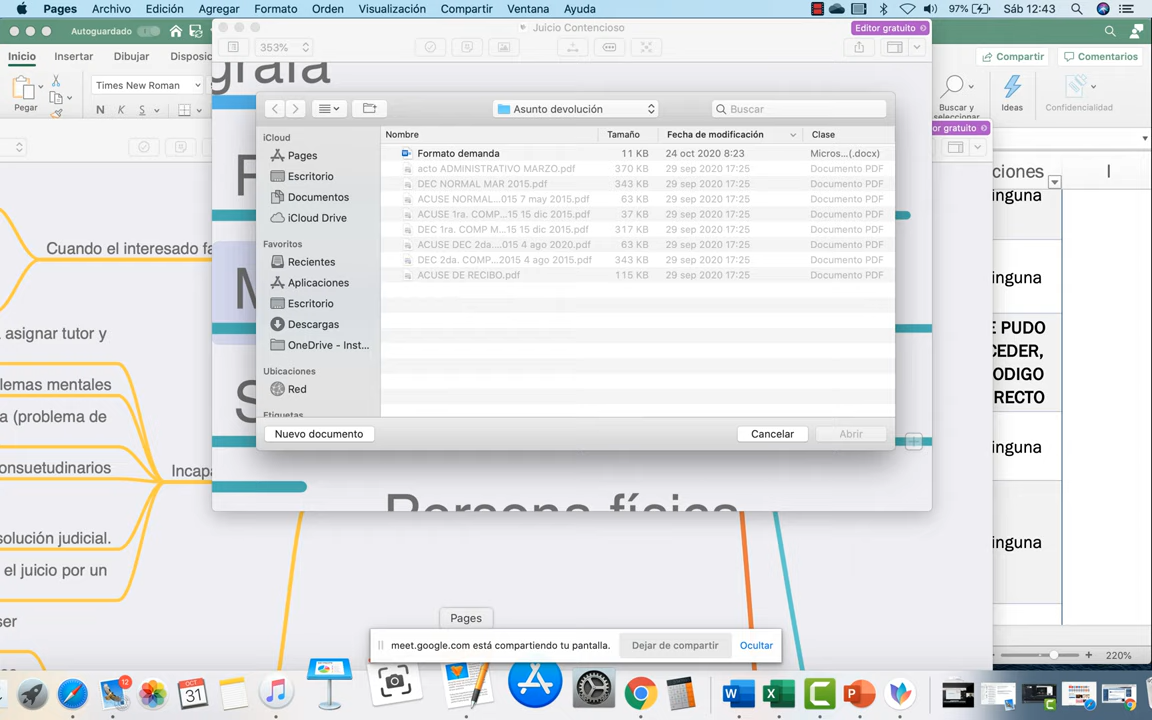 Pages Archivo Edición Agregar Formato Orden Visualización Compartir Ventana Ayuda 97% Sáb 12:43
Autoguardado
Juicio Contencioso
Editor gratuito
353%
Inicio Insertar Dibujar
Compartir Comentarios
Pegar
Times New Roman
N K S
Buscar y
seleccionar
Ideas
Confidencialidad
or gratuito
grafía
Asunto devolución
Buscar
iCloud
Pages
Escritorio
Documentos
iCloud Drive
Favoritos
Recientes
Aplicaciones
Escritorio
Descargas
OneDrive - Inst...
Ubicaciones
Red
Etiquetas
Nombre Tamaño Fecha de modificación Clase
Formato demanda 11 KB 24 oct 2020 8:23 Micros...(.docx)
acto ADMINISTRATIVO MARZO.pdf 370 KB 29 sep 2020 17:25 Documento PDF
DEC NORMAL MAR 2015.pdf 343 KB 29 sep 2020 17:25 Documento PDF
ACUSE NORMAL...015 7 may 2015.pdf 63 KB 29 sep 2020 17:25 Documento PDF
ACUSE 1ra. COMP...15 15 dic 2015.pdf 37 KB 29 sep 2020 17:25 Documento PDF
DEC 1ra. COMP M...15 15 dic 2015.pdf 317 KB 29 sep 2020 17:25 Documento PDF
ACUSE DEC 2da....015 4 ago 2020.pdf 63 KB 29 sep 2020 17:25 Documento PDF
DEC 2da. COMP...2015 4 ago 2015.pdf 343 KB 29 sep 2020 17:25 Documento PDF
ACUSE DE RECIBO.pdf 115 KB 29 sep 2020 17:25 Documento PDF
Nuevo documento Cancelar Abrir
Cuando el interesado fa
asignar tutor y
emas mentales
a (problema de
onsuetudinarios
Incapa
solución judicial.
el juicio por un
ser
Persona física
ciones
I
inguna
inguna
E PUDO
CEDER,
ODIGO
RRECTO
inguna
inguna
Pages
meet.google.com está compartiendo tu pantalla. Dejar de compartir Ocultar
220%
12
OCT
31